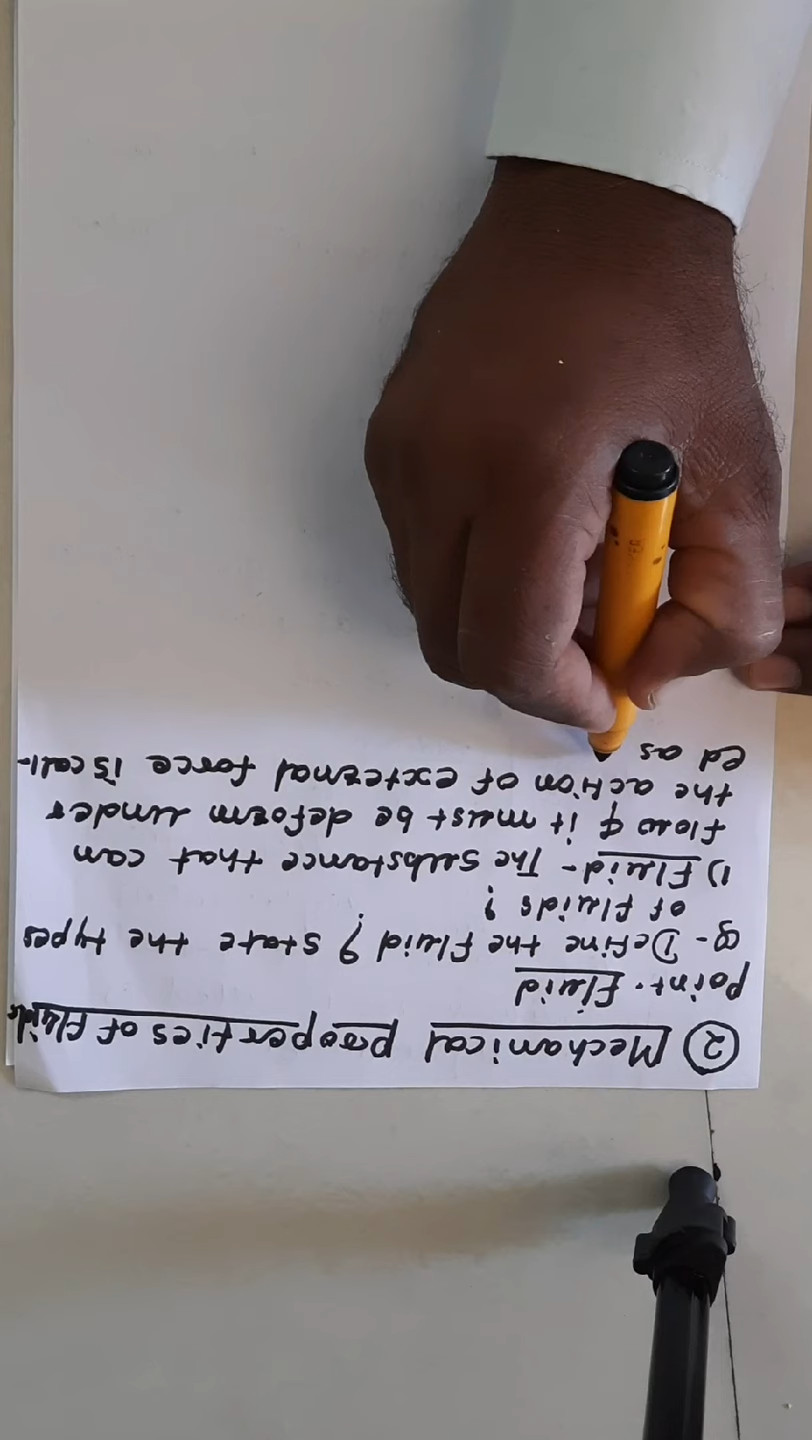 ② Mechanical properties of Fluids
Point · Fluid
Q - Define the Fluid? State the types
of Fluids?
1) Fluid - The substance that can
flow & it must be deform under
the action of external force is call-
ed as